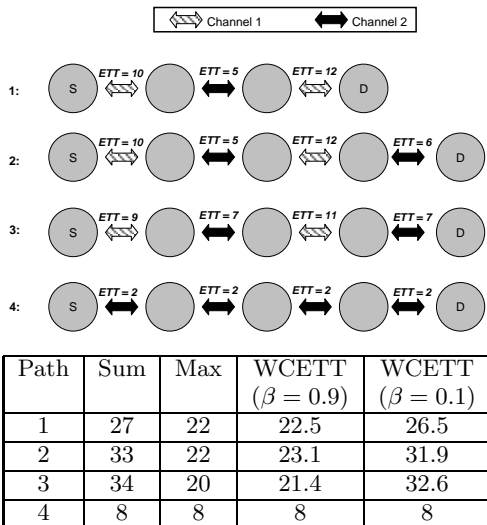 Channel 1 Channel 2
ETT = 10 ETT = 5 ETT = 12
1: S D
ETT = 10 ETT = 5 ETT = 12 ETT = 6
2: S D
ETT = 9 ETT = 7 ETT = 11 ETT = 7
3: S D
ETT = 2 ETT = 2 ETT = 2 ETT = 2
4: S D
Path Sum Max WCETT WCETT
(β = 0.9) (β = 0.1)
1 27 22 22.5 26.5
2 33 22 23.1 31.9
3 34 20 21.4 32.6
4 8 8 8 8